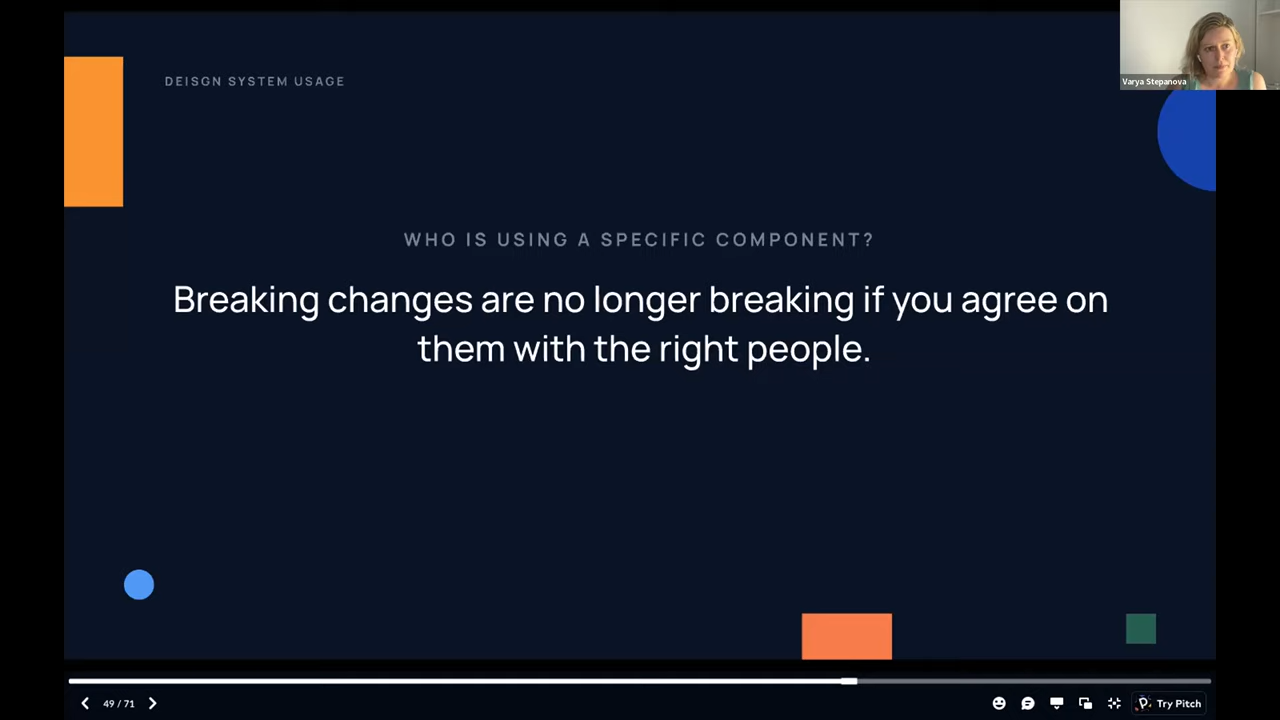 Varya Stepanova
DEISGN SYSTEM USAGE
WHO IS USING A SPECIFIC COMPONENT?
Breaking changes are no longer breaking if you agree on
them with the right people.
49 / 71
Try Pitch